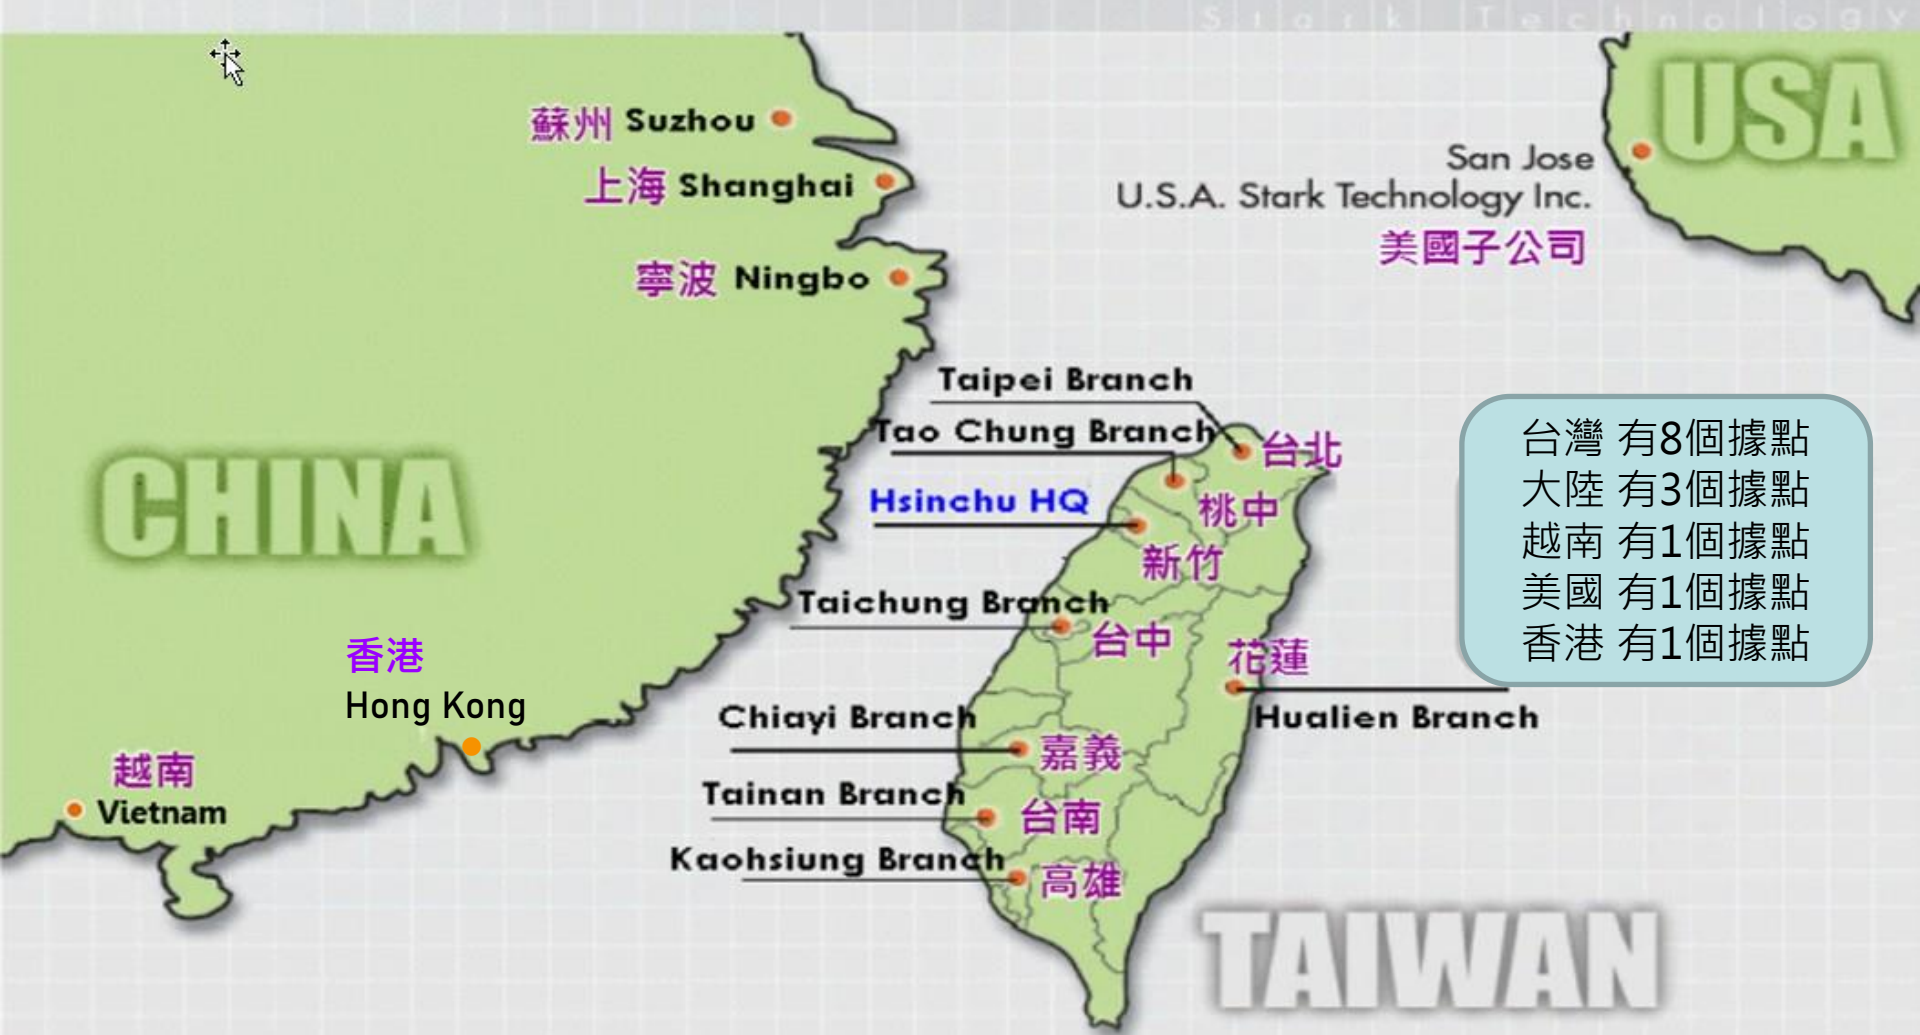 Stark Technology
USA
蘇州 Suzhou
上海 Shanghai
San Jose
U.S.A. Stark Technology Inc.
美國子公司
寧波 Ningbo
Taipei Branch
台北
Tao Chung Branch
桃中
Hsinchu HQ
新竹
CHINA
台灣 有8個據點
大陸 有3個據點
越南 有1個據點
美國 有1個據點
香港 有1個據點
Taichung Branch
台中
花蓮
Hualien Branch
香港
Hong Kong
Chiayi Branch
嘉義
越南
Vietnam
Tainan Branch
台南
Kaohsiung Branch
高雄
TAIWAN